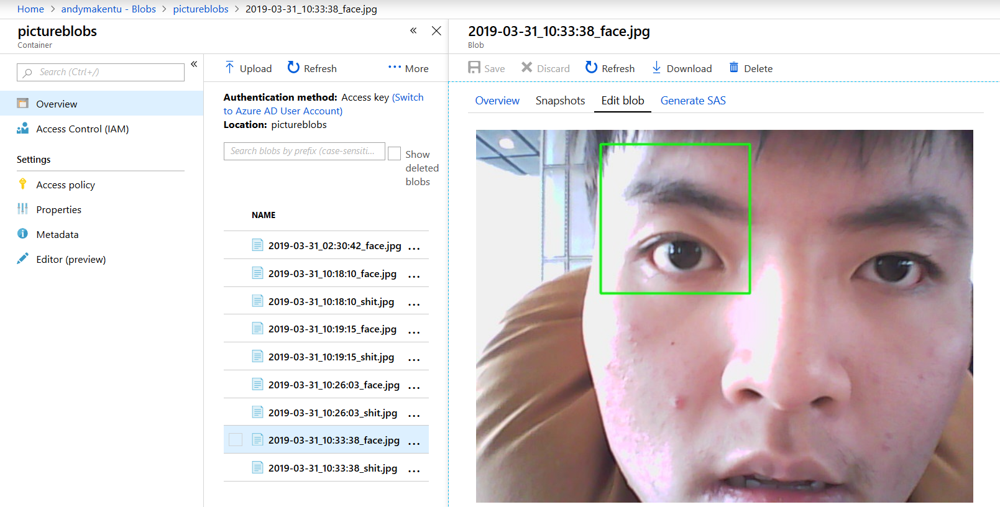 Home > andymakentu - Blobs > pictureblobs > 2019-03-31_10:33:38_face.jpg
pictureblobs
Container
Search (Ctrl+/)
Overview
Access Control (IAM)
Settings
Access policy
Properties
Metadata
Editor (preview)
Upload Refresh ... More
Authentication method: Access key (Switch
to Azure AD User Account)
Location: pictureblobs
Search blobs by prefix (case-sensiti...
Show
deleted
blobs
NAME
2019-03-31_02:30:42_face.jpg ...
2019-03-31_10:18:10_face.jpg ...
2019-03-31_10:18:10_shit.jpg ...
2019-03-31_10:19:15_face.jpg ...
2019-03-31_10:19:15_shit.jpg ...
2019-03-31_10:26:03_face.jpg ...
2019-03-31_10:26:03_shit.jpg ...
2019-03-31_10:33:38_face.jpg ...
2019-03-31_10:33:38_shit.jpg ...
2019-03-31_10:33:38_face.jpg
Blob
Save Discard Refresh Download Delete
Overview Snapshots Edit blob Generate SAS